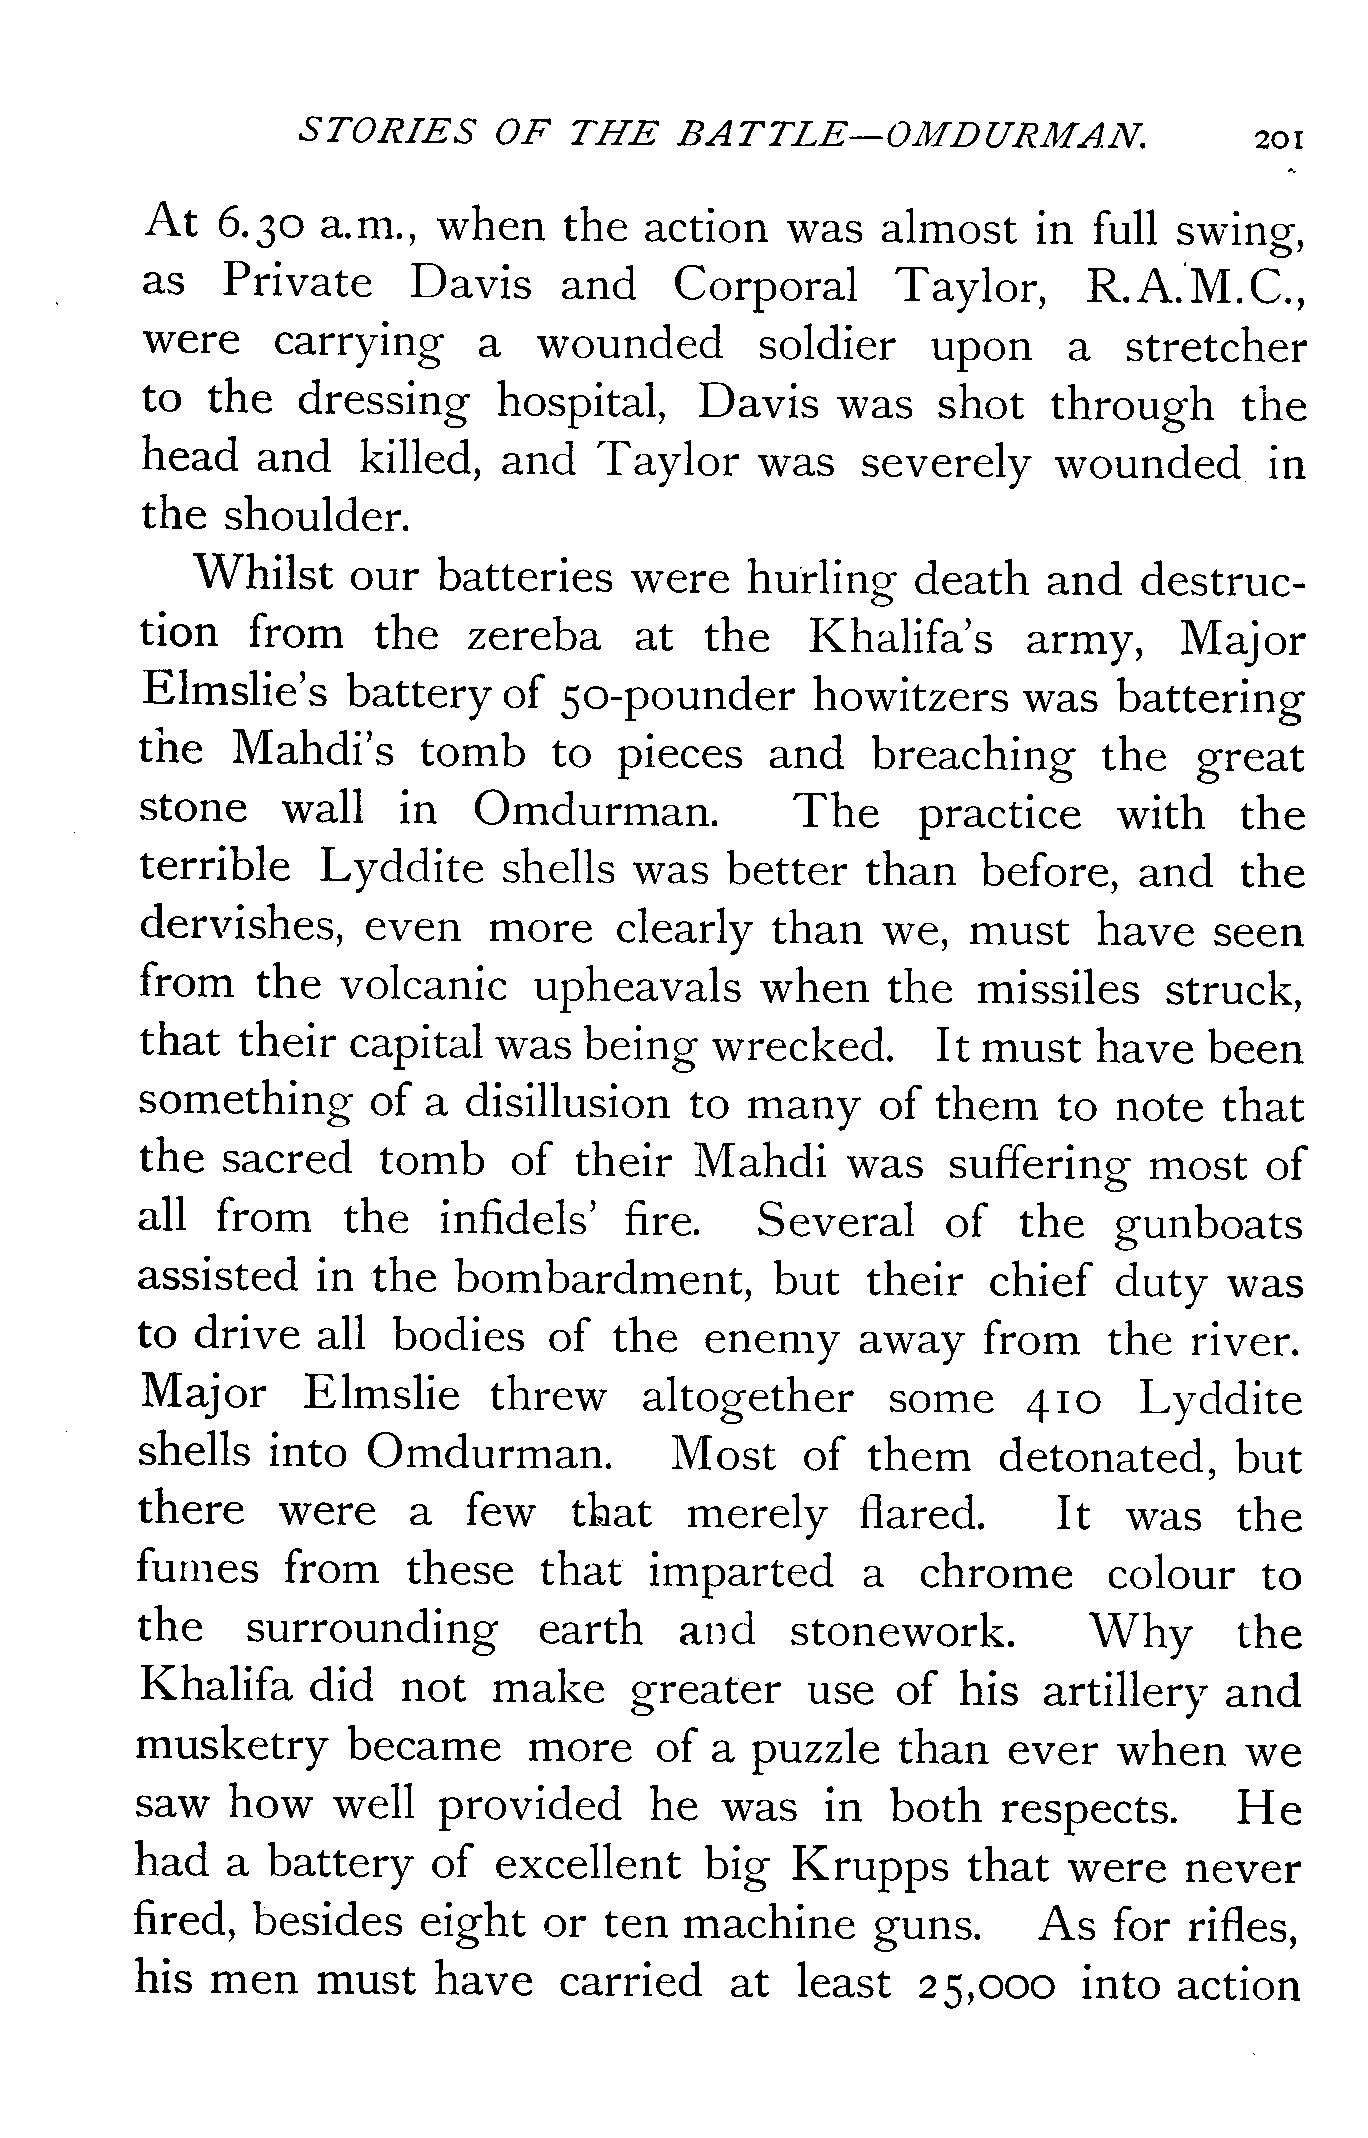 STORIES OF THE BATTLE—OMDURMAN. 201
At 6.30 a.m., when the action was almost in full swing,
as Private Davis and Corporal Taylor, R.A.M.C.,
were carrying a wounded soldier upon a stretcher
to the dressing hospital, Davis was shot through the
head and killed, and Taylor was severely wounded in
the shoulder.
Whilst our batteries were hurling death and destruc-
tion from the zereba at the Khalifa's army, Major
Elmslie's battery of 50-pounder howitzers was battering
the Mahdi's tomb to pieces and breaching the great
stone wall in Omdurman. The practice with the
terrible Lyddite shells was better than before, and the
dervishes, even more clearly than we, must have seen
from the volcanic upheavals when the missiles struck,
that their capital was being wrecked. It must have been
something of a disillusion to many of them to note that
the sacred tomb of their Mahdi was suffering most of
all from the infidels' fire. Several of the gunboats
assisted in the bombardment, but their chief duty was
to drive all bodies of the enemy away from the river.
Major Elmslie threw altogether some 410 Lyddite
shells into Omdurman. Most of them detonated, but
there were a few that merely flared. It was the
fumes from these that imparted a chrome colour to
the surrounding earth and stonework. Why the
Khalifa did not make greater use of his artillery and
musketry became more of a puzzle than ever when we
saw how well provided he was in both respects. He
had a battery of excellent big Krupps that were never
fired, besides eight or ten machine guns. As for rifles,
his men must have carried at least 25,000 into action